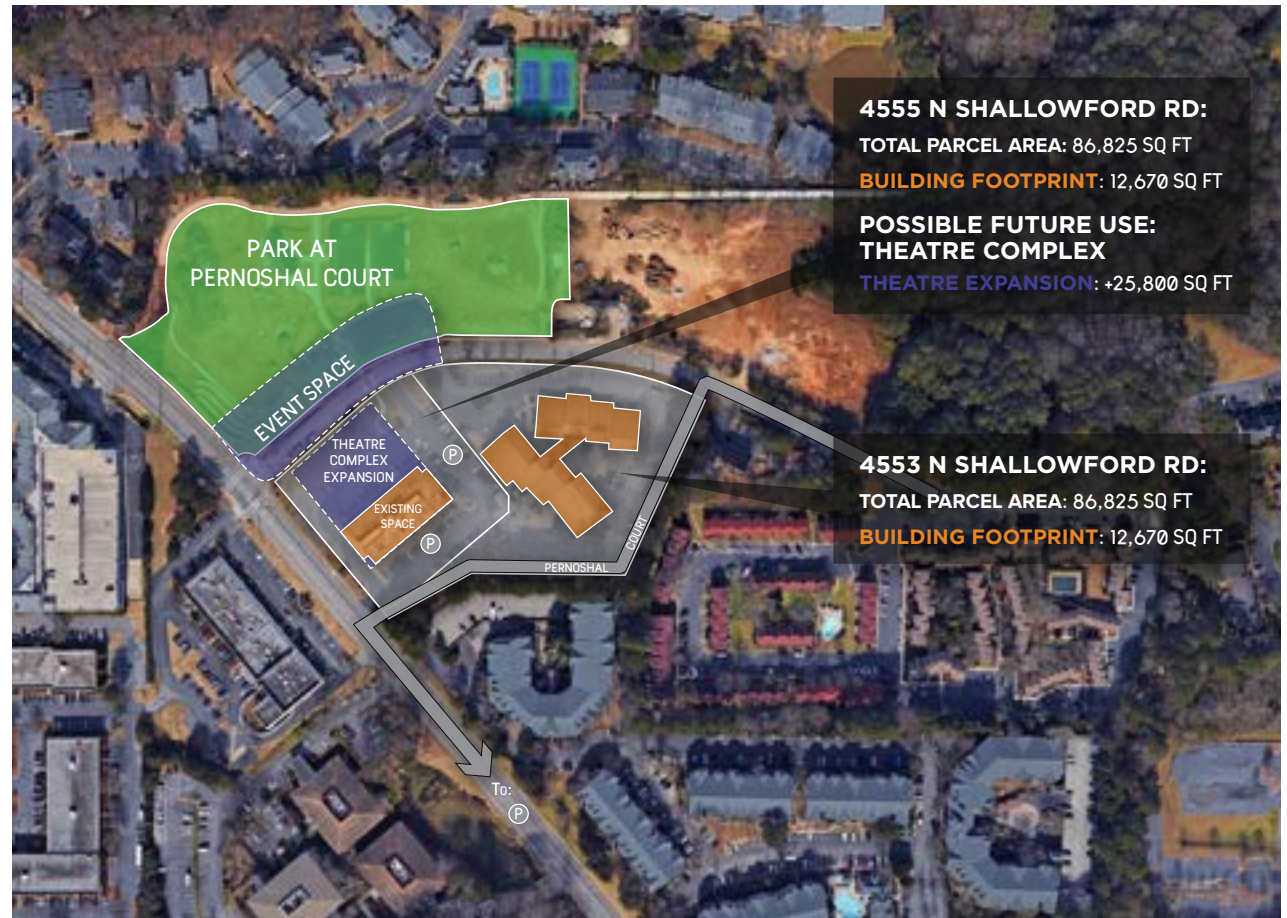 4555 N SHALLOWFORD RD:
TOTAL PARCEL AREA: 86,825 SQ FT
BUILDING FOOTPRINT: 12,670 SQ FT
POSSIBLE FUTURE USE:
THEATRE COMPLEX
THEATRE EXPANSION: +25,800 SQ FT
PARK AT
PERNOSHAL COURT
EVENT SPACE
THEATRE
COMPLEX
EXPANSION
P
EXISTING
SPACE
P
4553 N SHALLOWFORD RD:
TOTAL PARCEL AREA: 86,825 SQ FT
BUILDING FOOTPRINT: 12,670 SQ FT
PERNOSHAL
COURT
To:
P